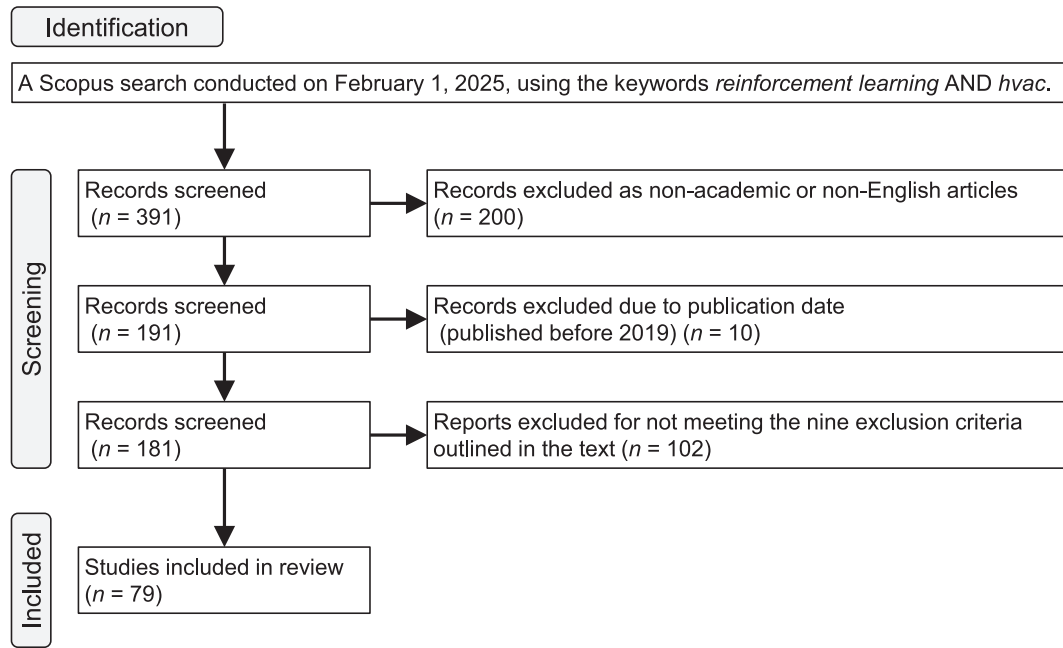 Identification
A Scopus search conducted on February 1, 2025, using the keywords reinforcement learning AND hvac.
Screening
Records screened
(n = 391)
Records excluded as non-academic or non-English articles
(n = 200)
Records screened
(n = 191)
Records excluded due to publication date
(published before 2019) (n = 10)
Records screened
(n = 181)
Reports excluded for not meeting the nine exclusion criteria
outlined in the text (n = 102)
Included
Studies included in review
(n = 79)